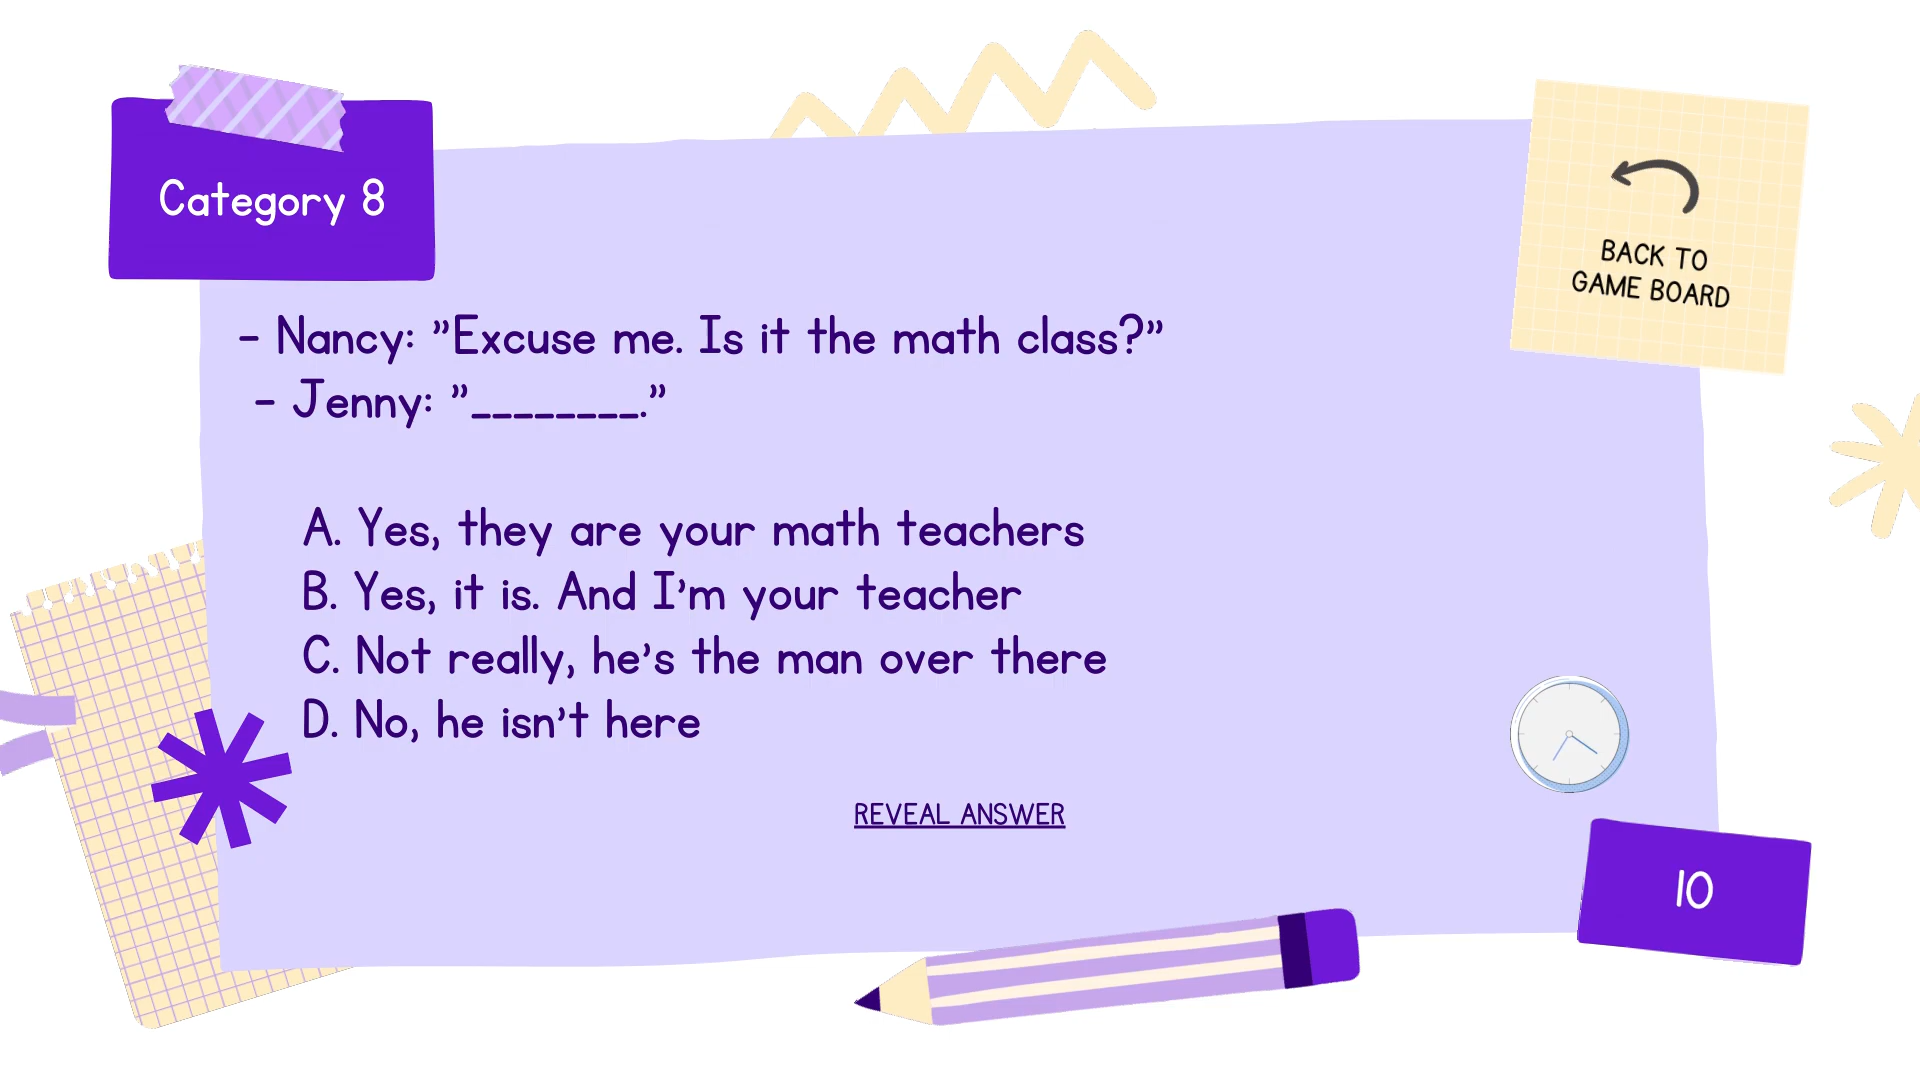 Category 8
BACK TO
GAME BOARD
- Nancy: ”Excuse me. Is it the math class?”
- Jenny: ”________.”
A. Yes, they are your math teachers
B. Yes, it is. And I’m your teacher
C. Not really, he’s the man over there
D. No, he isn’t here
REVEAL ANSWER
10